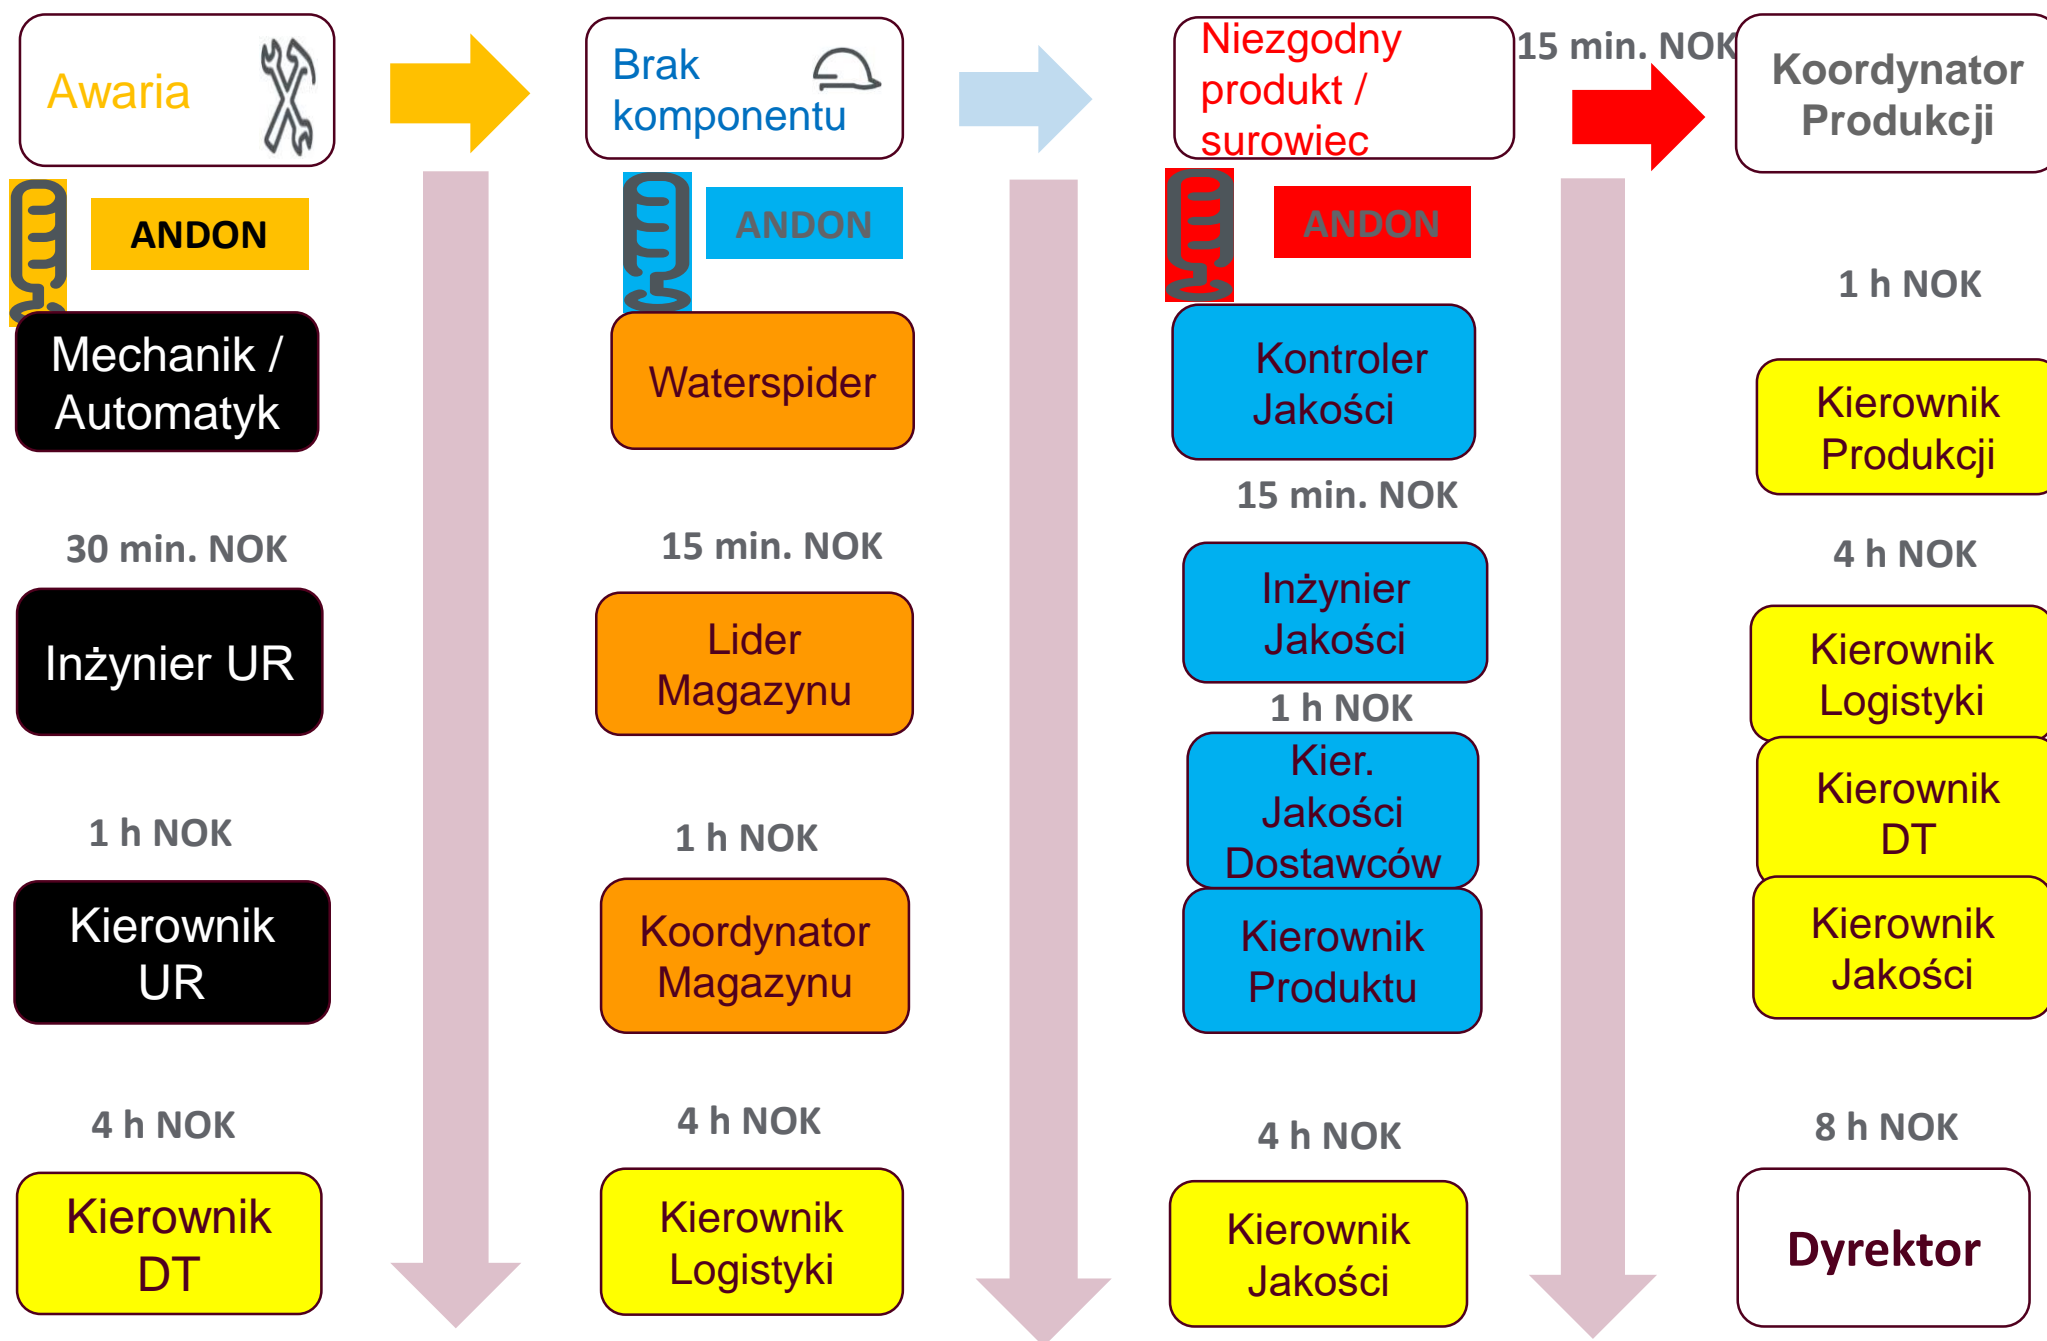 Awaria
ANDON
Mechanik /
Automatyk
30 min. NOK
Inżynier UR
1 h NOK
Kierownik
UR
4 h NOK
Kierownik
DT
Brak
komponentu
ANDON
Waterspider
15 min. NOK
Lider
Magazynu
1 h NOK
Koordynator
Magazynu
4 h NOK
Kierownik
Logistyki
Niezgodny
produkt /
surowiec
ANDON
Kontroler
Jakości
15 min. NOK
Inżynier
Jakości
1 h NOK
Kier.
Jakości
Dostawców
Kierownik
Produktu
4 h NOK
Kierownik
Jakości
15 min. NOK
Koordynator
Produkcji
1 h NOK
Kierownik
Produkcji
4 h NOK
Kierownik
Logistyki
Kierownik
DT
Kierownik
Jakości
8 h NOK
Dyrektor